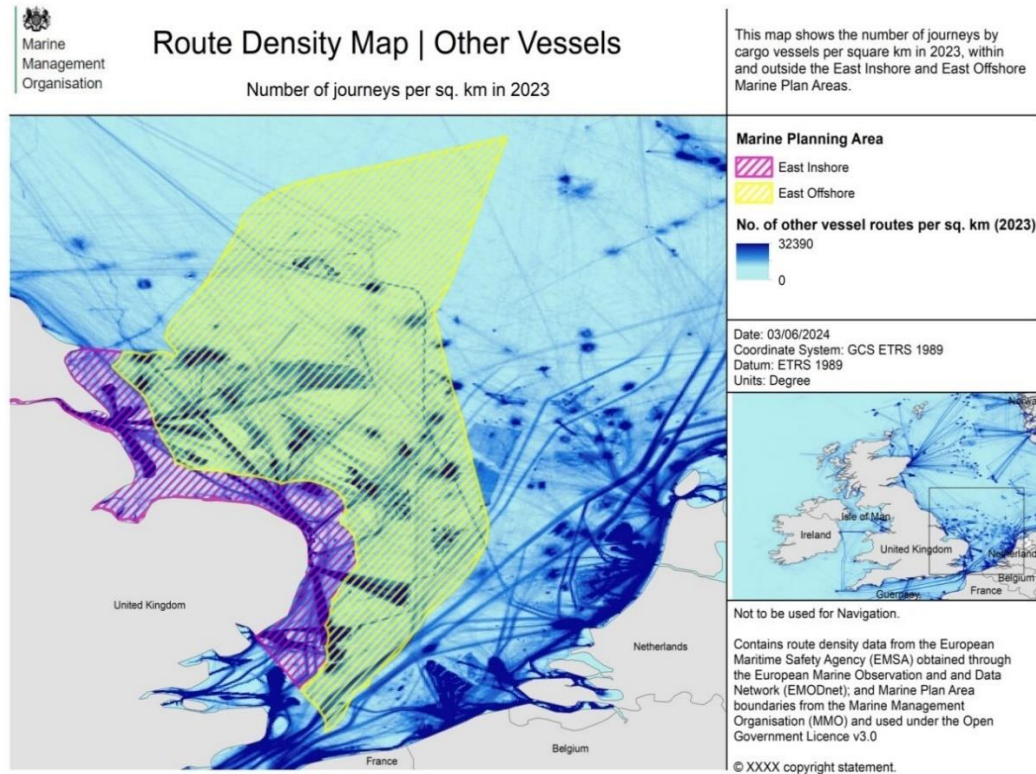 Marine
Management
Organisation
Route Density Map | Other Vessels
Number of journeys per sq. km in 2023
This map shows the number of journeys by
cargo vessels per square km in 2023, within
and outside the East Inshore and East Offshore
Marine Plan Areas.
Marine Planning Area
East Inshore
East Offshore
No. of other vessel routes per sq. km (2023)
32390
0
Date: 03/06/2024
Coordinate System: GCS ETRS 1989
Datum: ETRS 1989
Units: Degree
United Kingdom
Netherlands
Belgium
France
Norwa
Isle of Man
Ireland
United Kingdom
Netherland
Belgium
Guernsey
France
Not to be used for Navigation.
Contains route density data from the European
Maritime Safety Agency (EMSA) obtained through
the European Marine Observation and and Data
Network (EMODnet); and Marine Plan Area
boundaries from the Marine Management
Organisation (MMO) and used under the Open
Government Licence v3.0
© XXXX copyright statement.